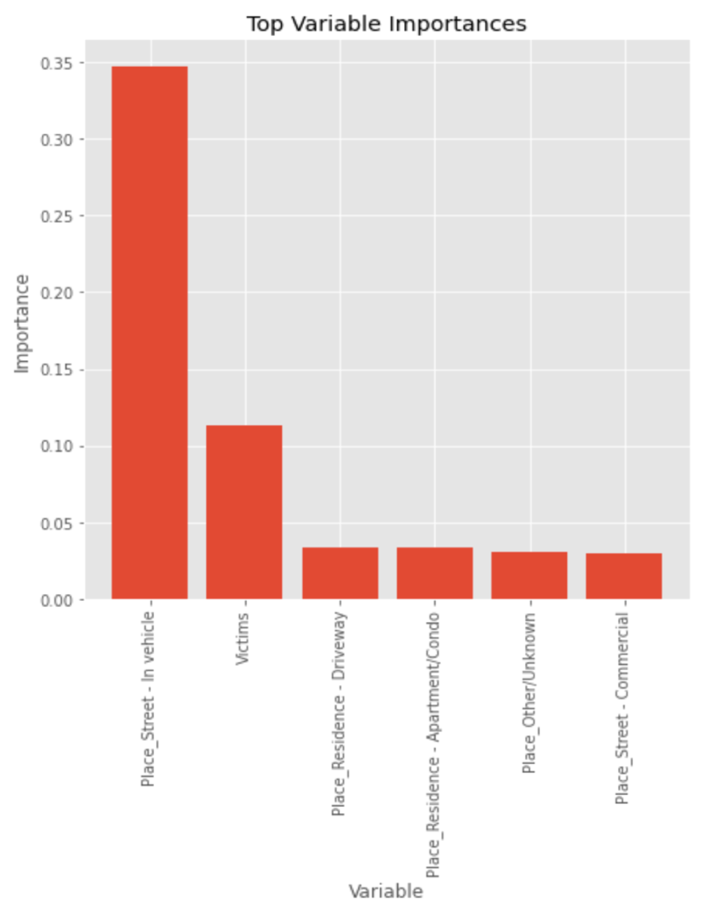 Top Variable Importances
0.35
0.30
0.25
0.20
0.15
0.10
0.05
0.00
Importance
Place_Street - In vehicle
Victims
Place_Residence - Driveway
Place_Residence - Apartment/Condo
Place_Other/Unknown
Place_Street - Commercial
Variable